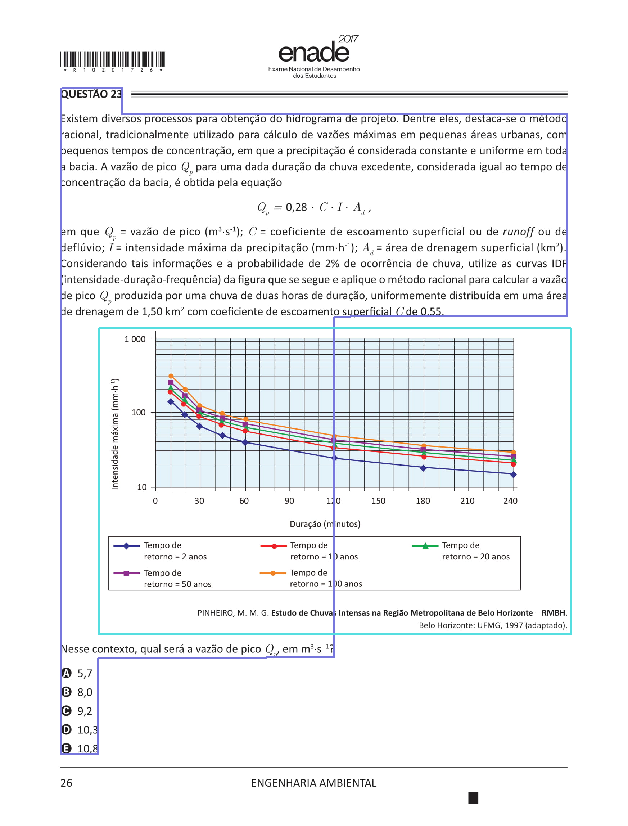 *R10201726*
2017
enade
Exame Nacional de Desempenho
dos Estudantes
QUESTÃO 23
Existem diversos processos para obtenção do hidrograma de projeto. Dentre eles, destaca-se o método
racional, tradicionalmente utilizado para cálculo de vazões máximas em pequenas áreas urbanas, com
pequenos tempos de concentração, em que a precipitação é considerada constante e uniforme em toda
a bacia. A vazão de pico Qp para uma dada duração da chuva excedente, considerada igual ao tempo de
concentração da bacia, é obtida pela equação
Qp = 0,28 · C · I · Ad ,
em que Qp = vazão de pico (m³·s⁻¹); C = coeficiente de escoamento superficial ou de runoff ou de
deflúvio; I = intensidade máxima da precipitação (mm·h⁻¹); Ad = área de drenagem superficial (km²).
Considerando tais informações e a probabilidade de 2% de ocorrência de chuva, utilize as curvas IDF
(intensidade-duração-frequência) da figura que se segue e aplique o método racional para calcular a vazão
de pico Qp produzida por uma chuva de duas horas de duração, uniformemente distribuída em uma área
de drenagem de 1,50 km² com coeficiente de escoamento superficial C de 0,55.
1 000
100
10
Intensidade máxima (mm·h⁻¹)
0 30 60 90 120 150 180 210 240
Duração (minutos)
Tempo de retorno = 2 anos
Tempo de retorno = 10 anos
Tempo de retorno = 20 anos
Tempo de retorno = 50 anos
Tempo de retorno = 100 anos
PINHEIRO, M. M. G. Estudo de Chuvas Intensas na Região Metropolitana de Belo Horizonte RMBH.
Belo Horizonte: UFMG, 1997 (adaptado).
Nesse contexto, qual será a vazão de pico Qp, em m³·s⁻¹?
A 5,7
B 8,0
C 9,2
D 10,3
E 10,8
26
ENGENHARIA AMBIENTAL